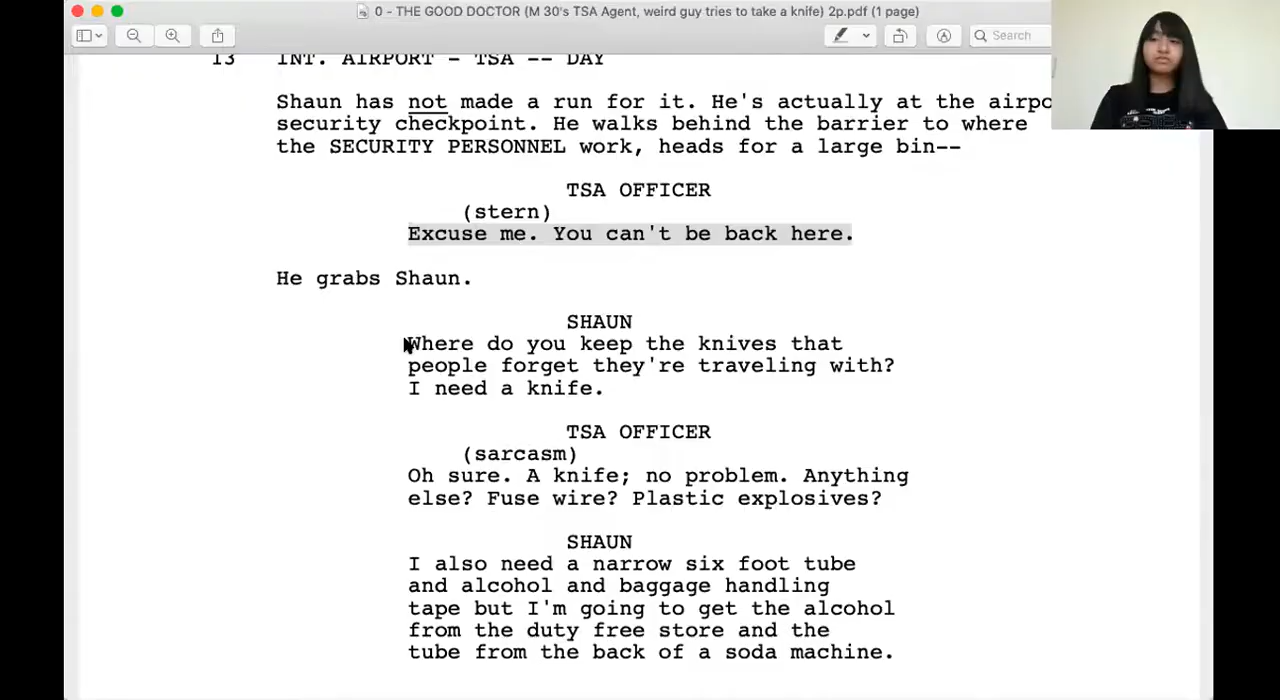 0 - THE GOOD DOCTOR (M 30's TSA Agent, weird guy tries to take a knife) 2p.pdf (1 page)
Search
13 INT. AIRPORT - TSA -- DAY
Shaun has not made a run for it. He's actually at the airpo
security checkpoint. He walks behind the barrier to where
the SECURITY PERSONNEL work, heads for a large bin--
TSA OFFICER
(stern)
Excuse me. You can't be back here.
He grabs Shaun.
SHAUN
Where do you keep the knives that
people forget they're traveling with?
I need a knife.
TSA OFFICER
(sarcasm)
Oh sure. A knife; no problem. Anything
else? Fuse wire? Plastic explosives?
SHAUN
I also need a narrow six foot tube
and alcohol and baggage handling
tape but I'm going to get the alcohol
from the duty free store and the
tube from the back of a soda machine.